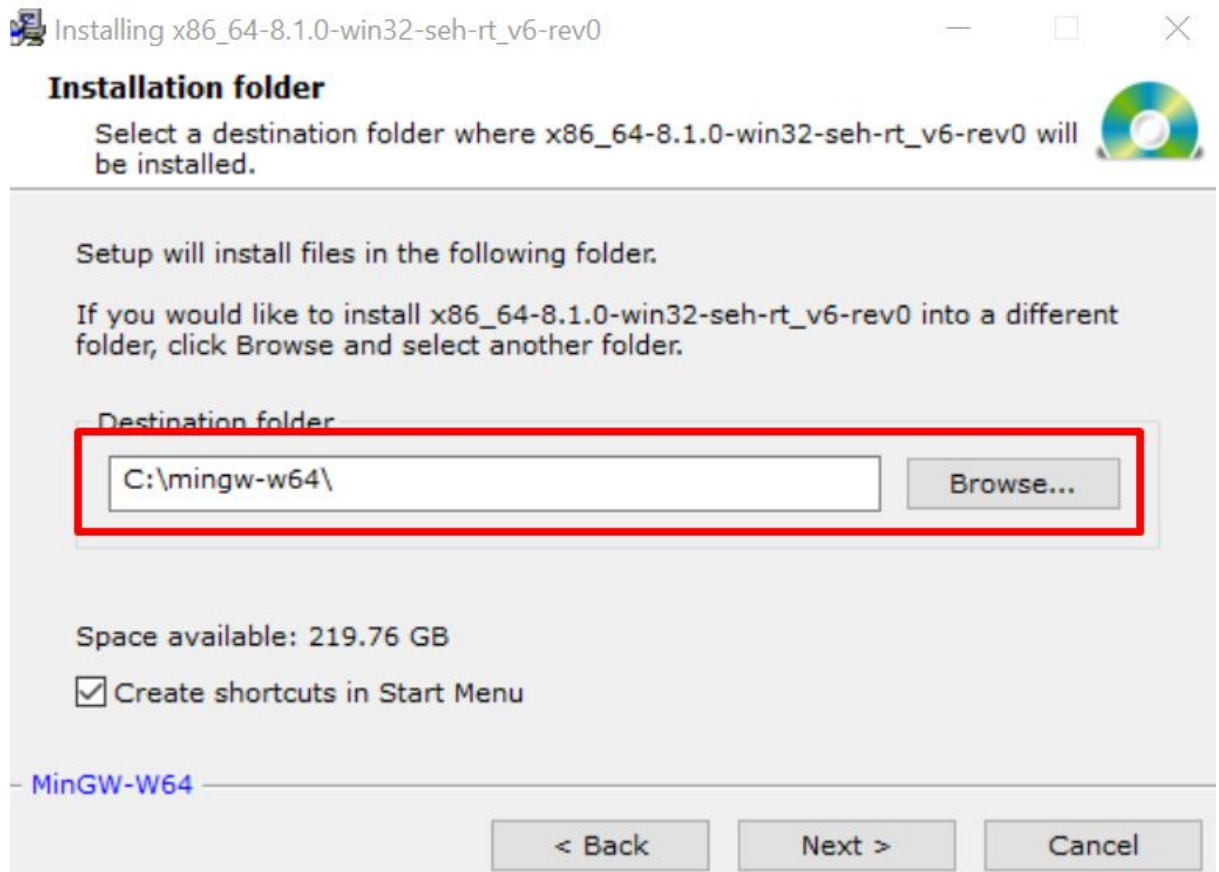 Installing x86_64-8.1.0-win32-seh-rt_v6-rev0
Installation folder
Select a destination folder where x86_64-8.1.0-win32-seh-rt_v6-rev0 will
be installed.
Setup will install files in the following folder.
If you would like to install x86_64-8.1.0-win32-seh-rt_v6-rev0 into a different
folder, click Browse and select another folder.
Destination folder
C:\mingw-w64\
Browse...
Space available: 219.76 GB
Create shortcuts in Start Menu
MinGW-W64
< Back
Next >
Cancel